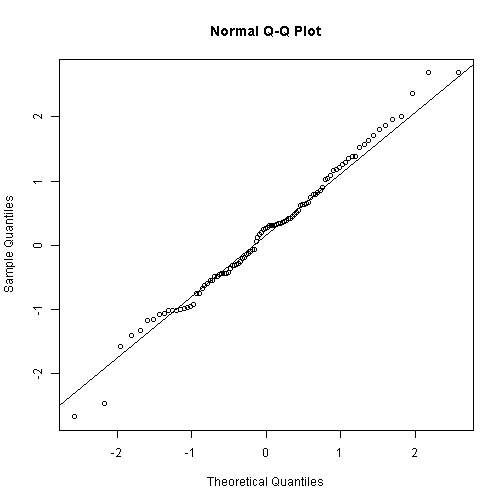 Normal Q-Q Plot
Sample Quantiles
2
1
0
-1
-2
-2 -1 0 1 2
Theoretical Quantiles